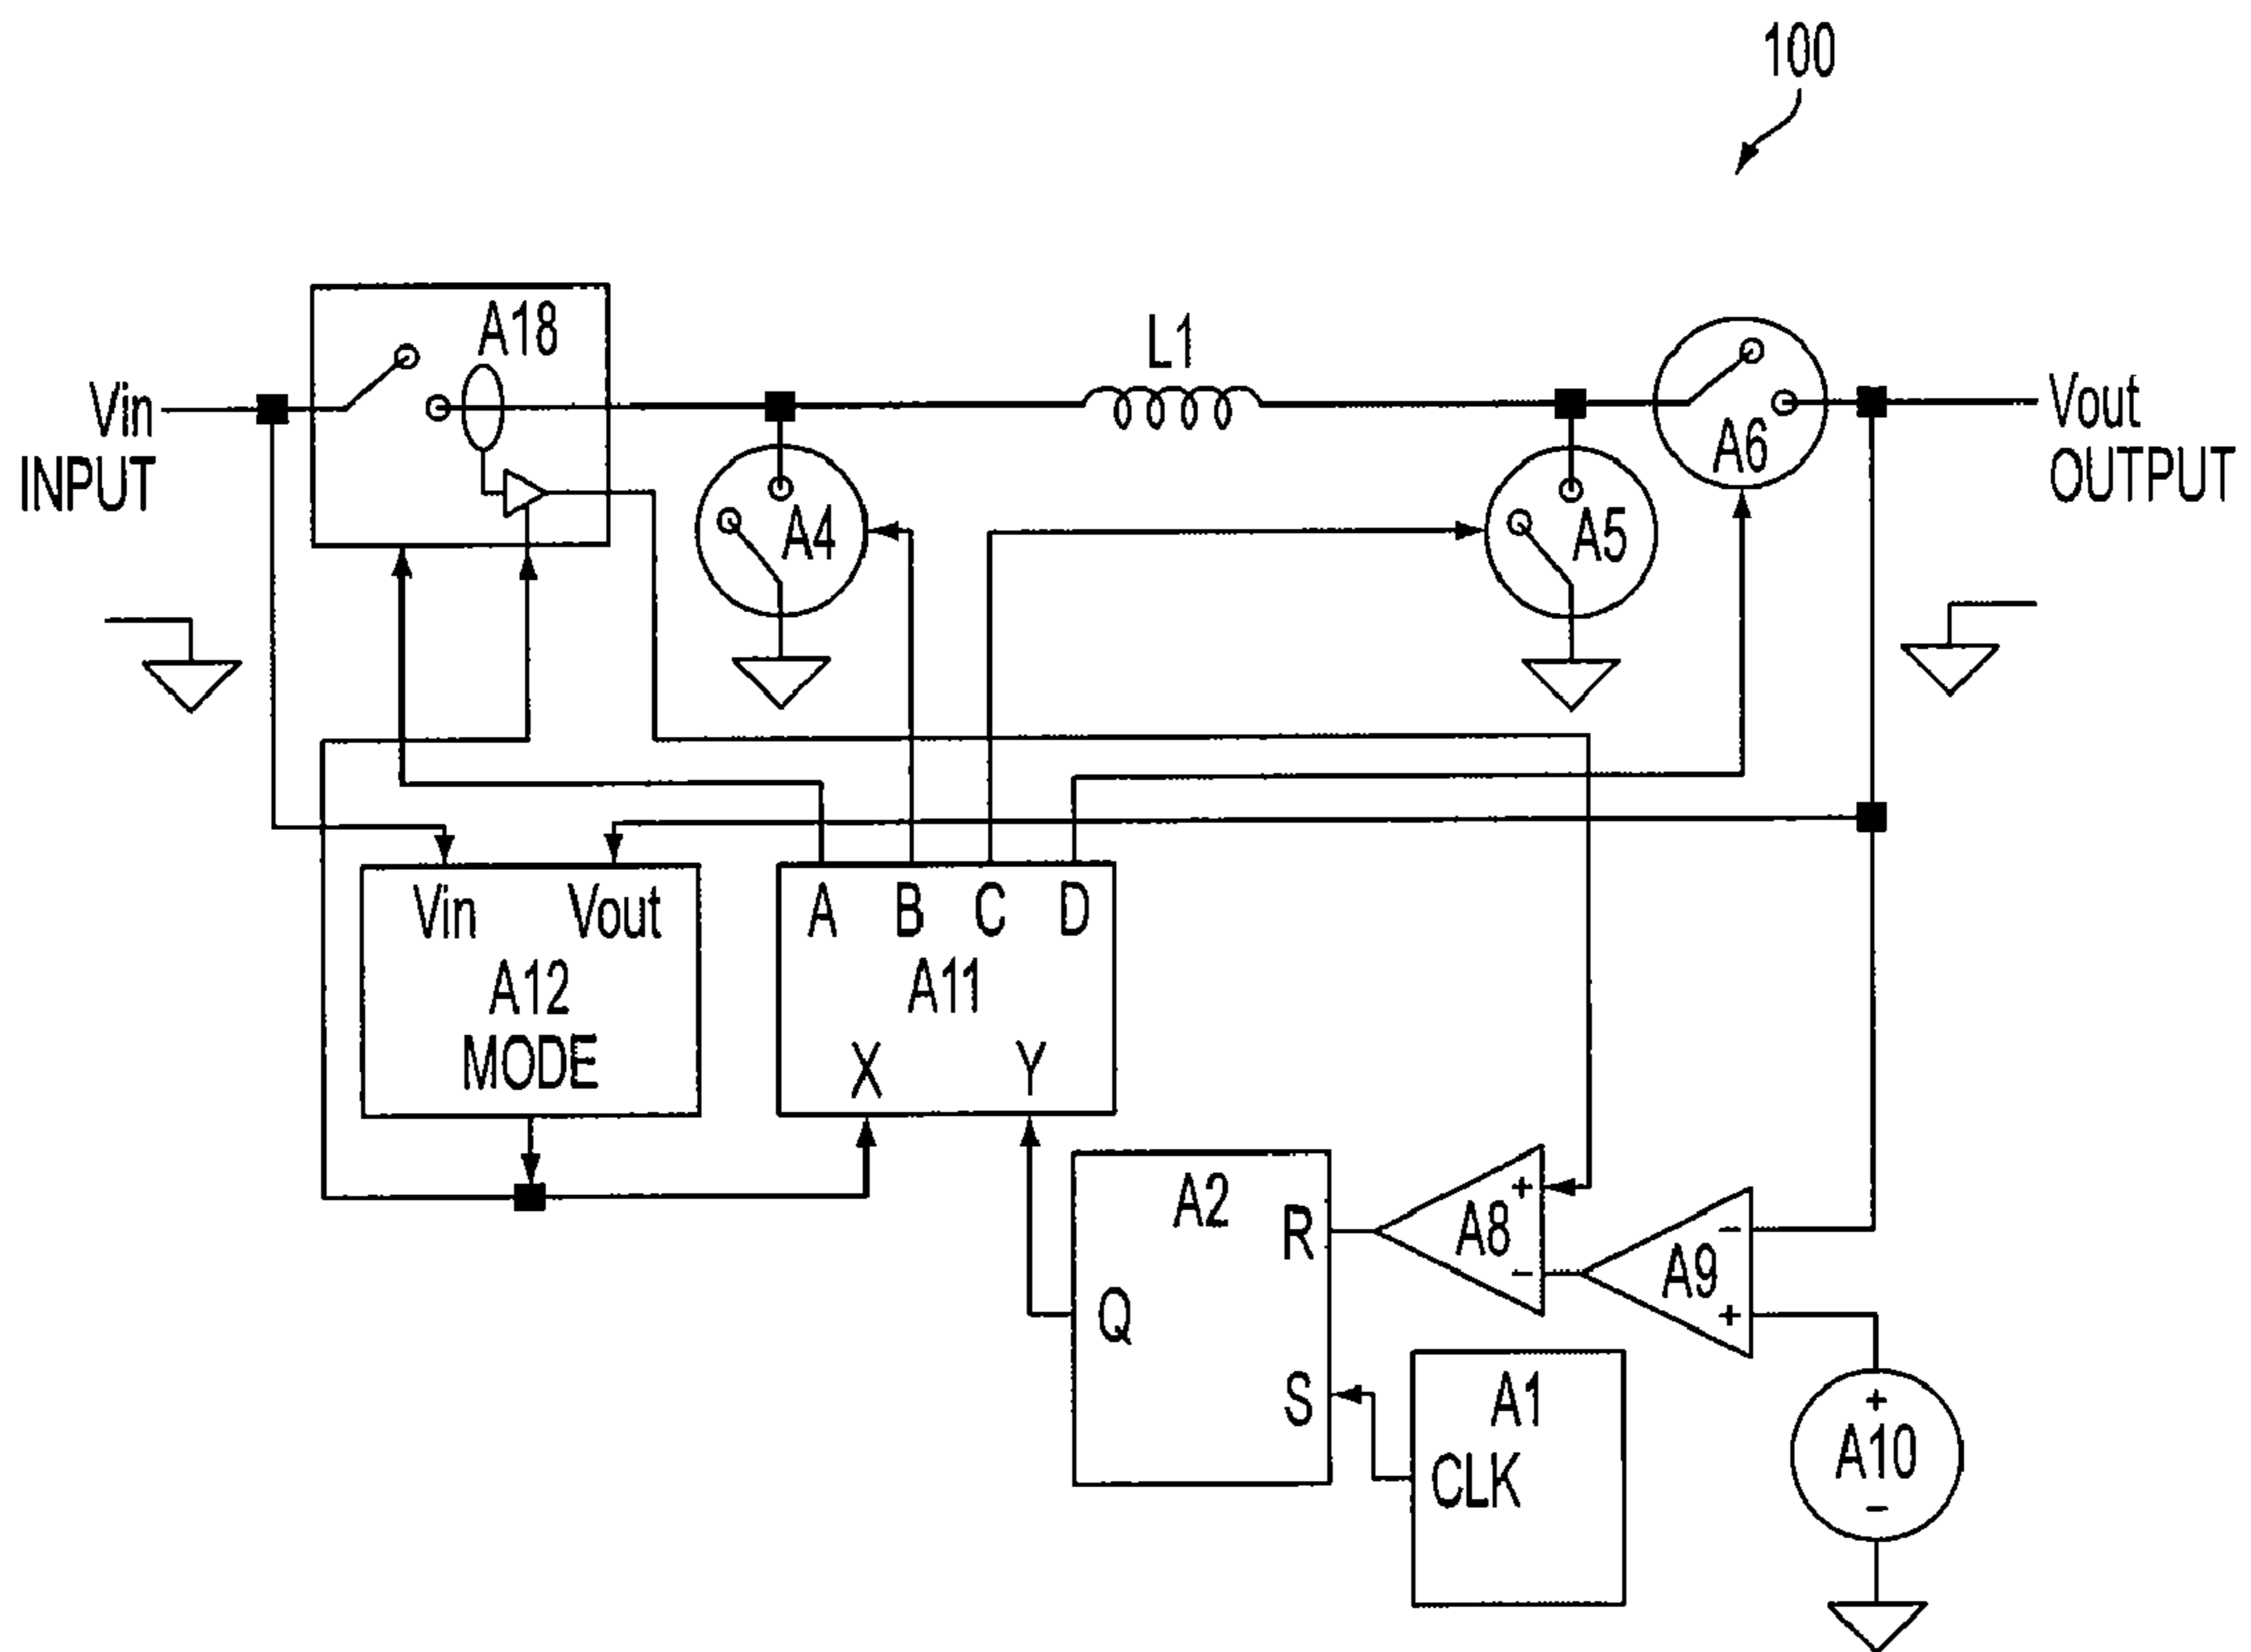 100
A18
L1
Vin
INPUT
A4
A5
A6
Vout
OUTPUT
Vin Vout
A12
MODE
A B C D
A11
X Y
A2
R
Q
S
+
A8
−
−
A9
+
A1
CLK
+
A10
−